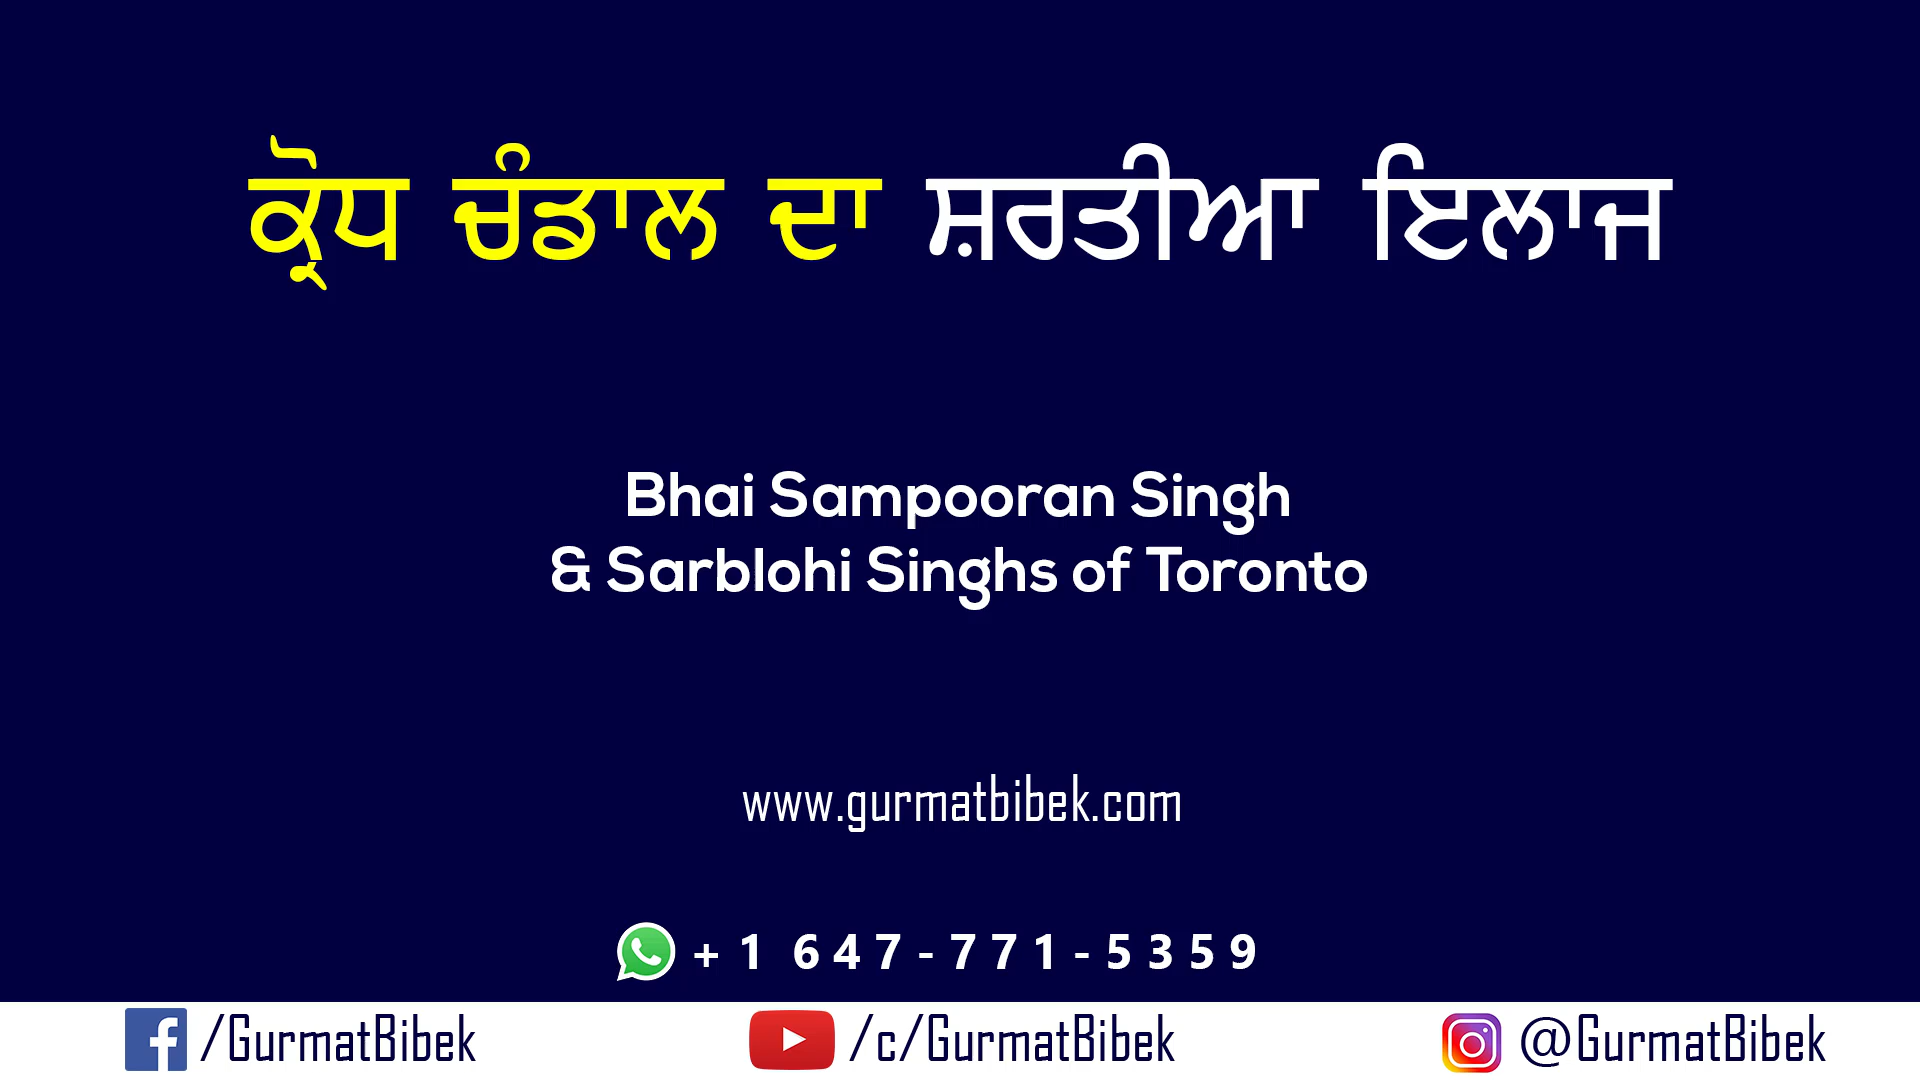 ਕ੍ਰੋਧ ਚੰਡਾਲ ਦਾ ਸ਼ਰਤੀਆ ਇਲਾਜ
Bhai Sampooran Singh
& Sarblohi Singhs of Toronto
www.gurmatbibek.com
+ 1 647-771-5359
/GurmatBibek
/c/GurmatBibek
@GurmatBibek